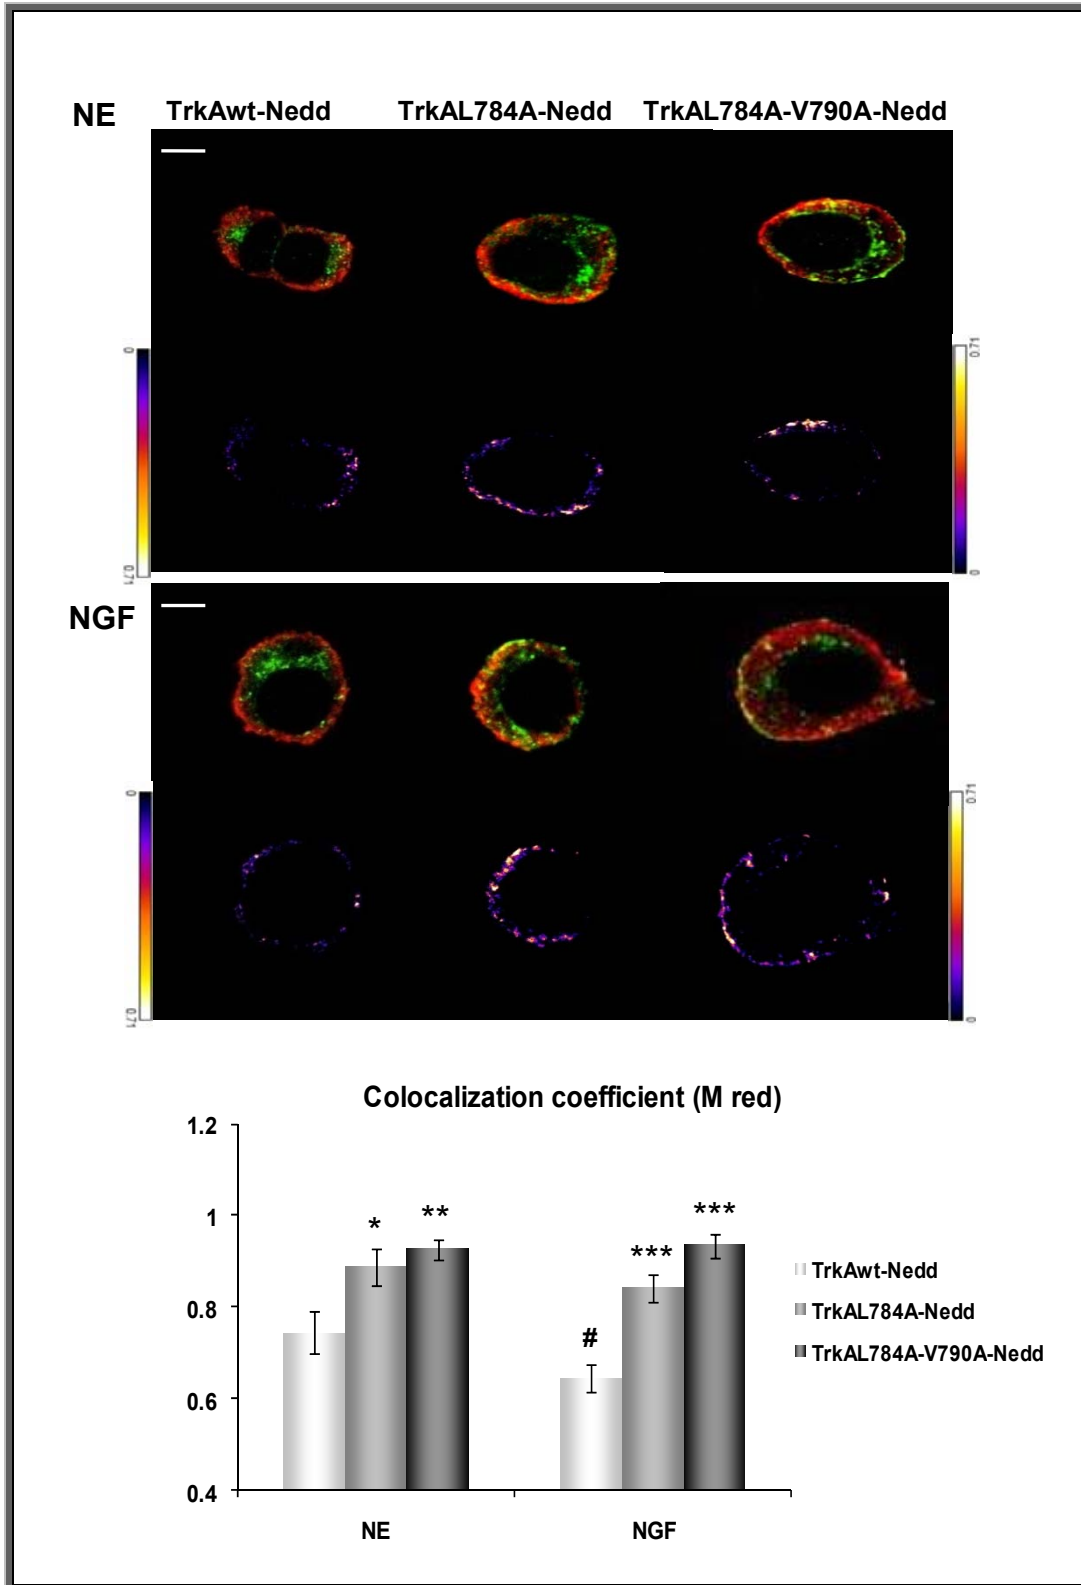 NE TrkAwt-Nedd TrkAL784A-Nedd TrkAL784A-V790A-Nedd
0 0.71
0.71 0
NGF
0 0.71
0.71 0
Colocalization coefficient (M red)
1.2
1
0.8
0.6
0.4
* **
*** ***
#
TrkAwt-Nedd
TrkAL784A-Nedd
TrkAL784A-V790A-Nedd
NE NGF